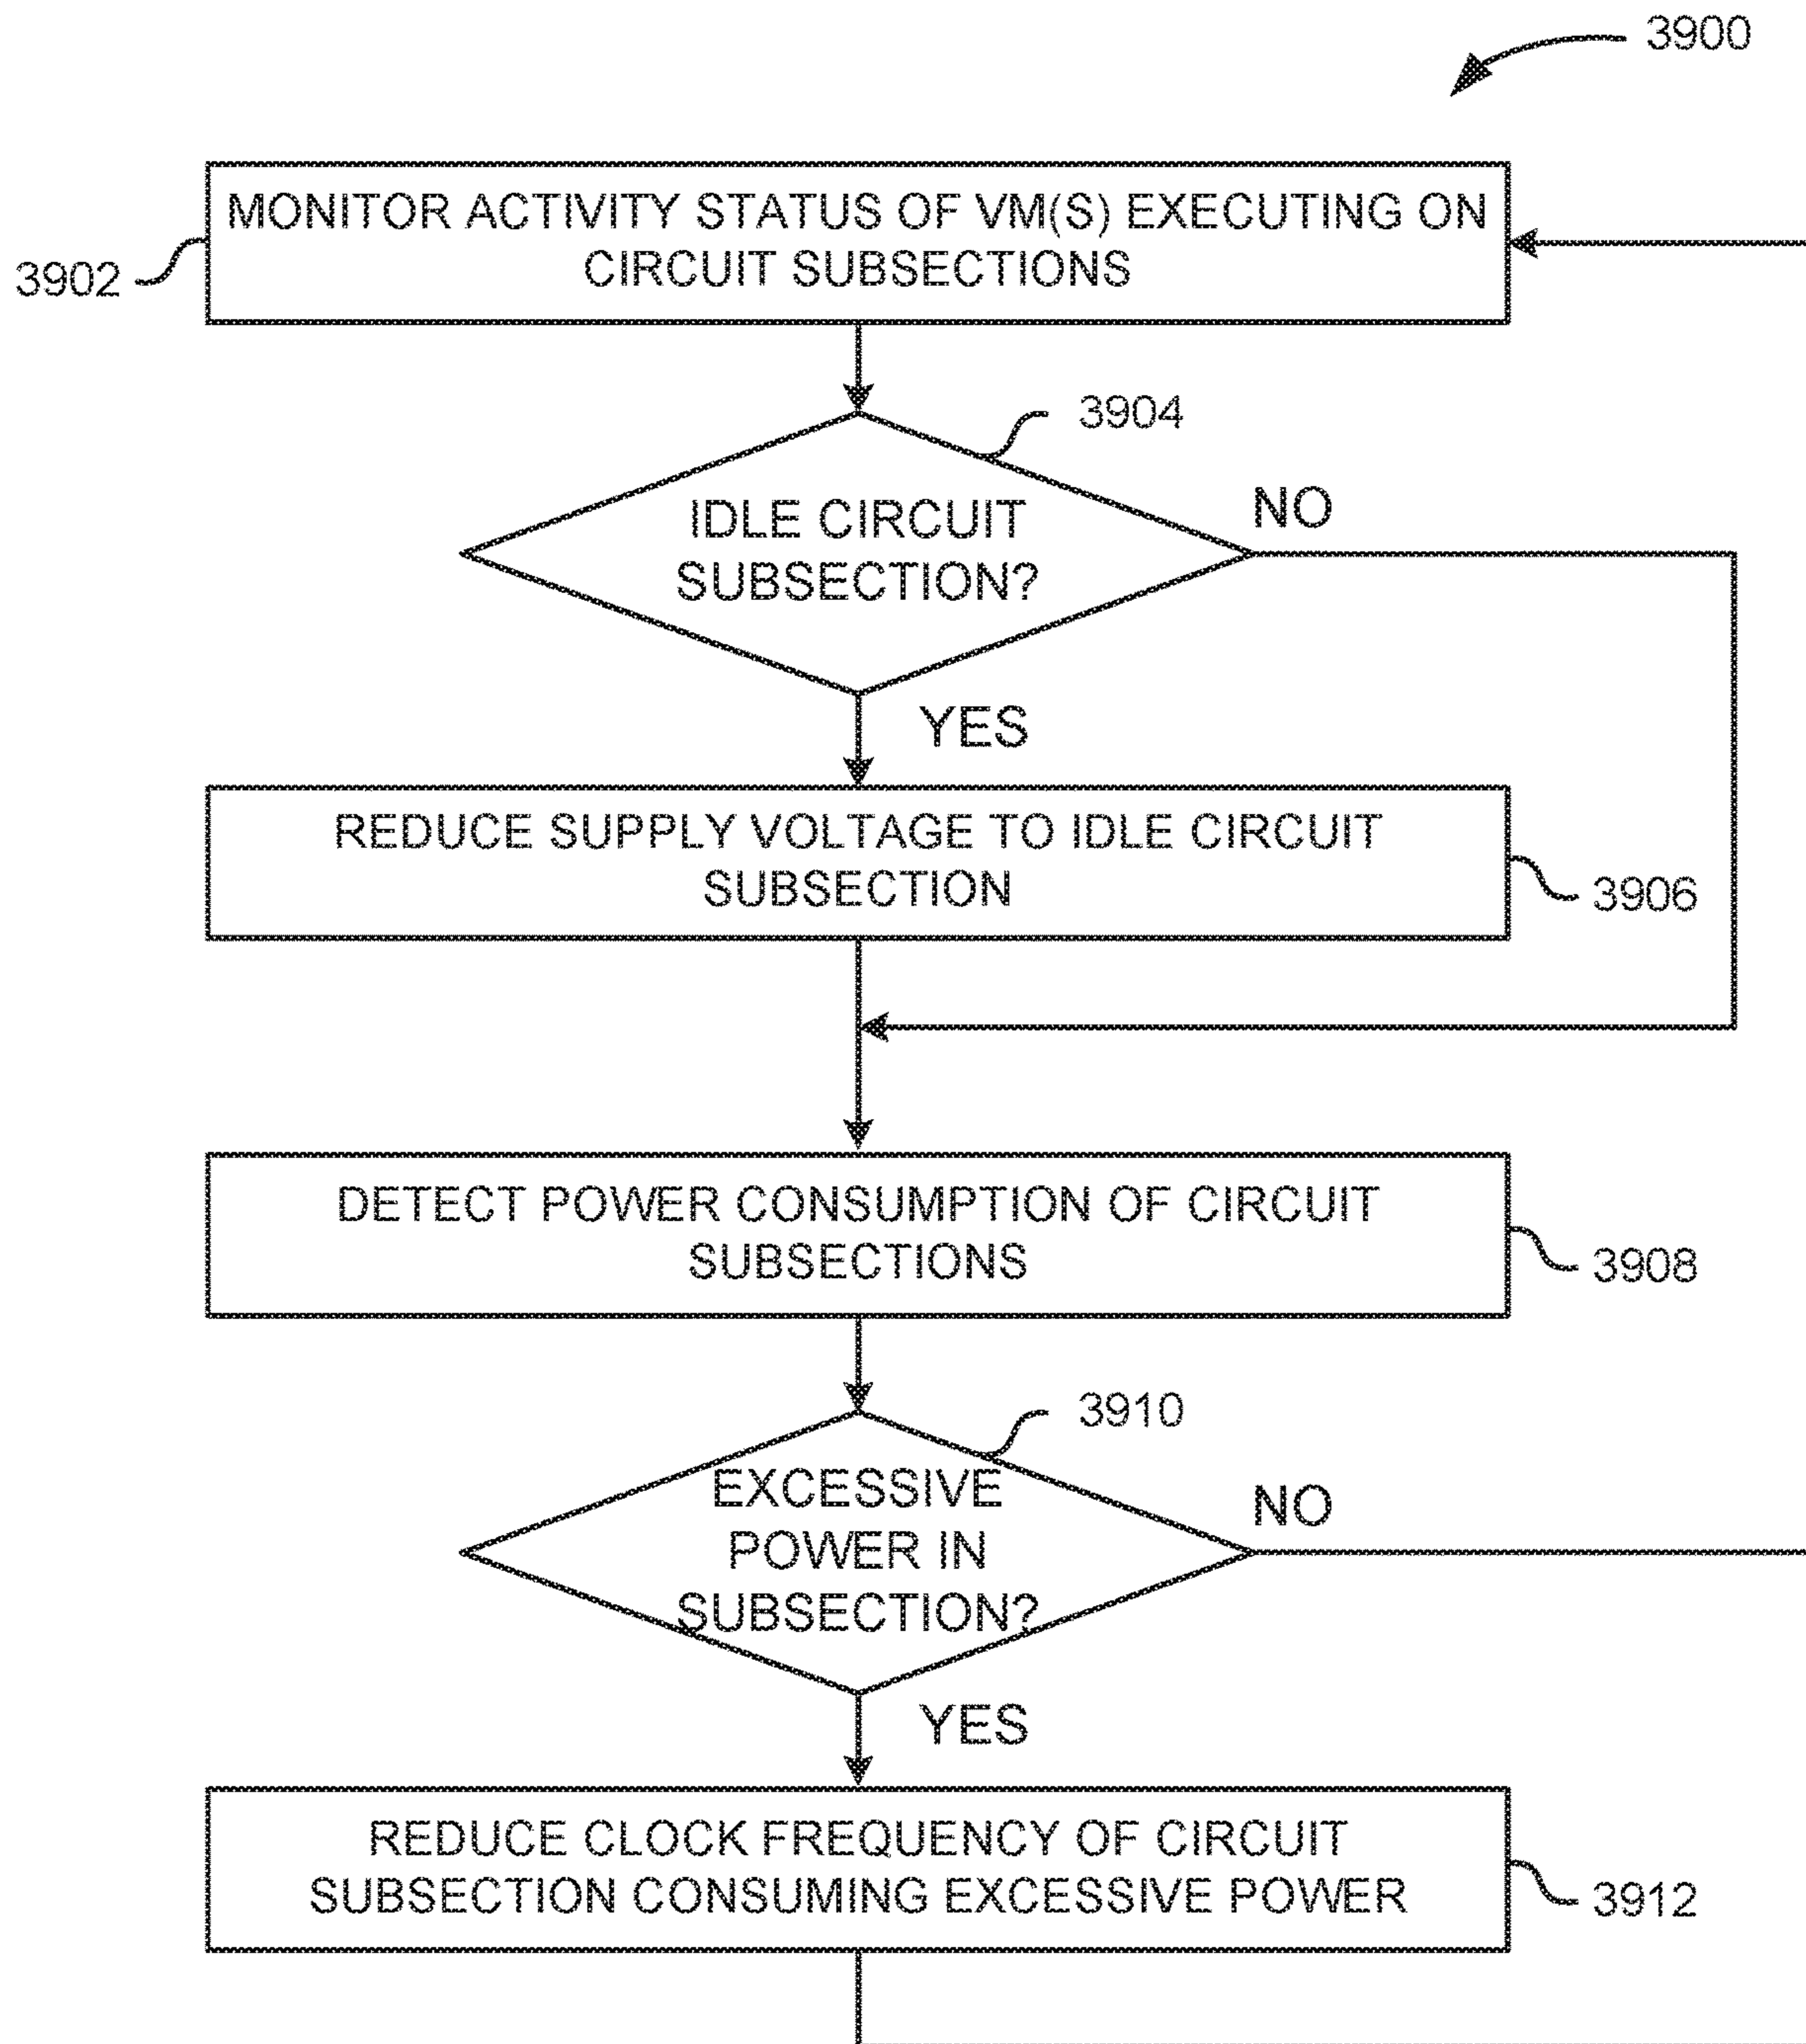 3900
MONITOR ACTIVITY STATUS OF VM(S) EXECUTING ON
CIRCUIT SUBSECTIONS
3902
3904
IDLE CIRCUIT
SUBSECTION?
NO
YES
REDUCE SUPPLY VOLTAGE TO IDLE CIRCUIT
SUBSECTION
3906
DETECT POWER CONSUMPTION OF CIRCUIT
SUBSECTIONS
3908
3910
EXCESSIVE
POWER IN
SUBSECTION?
NO
YES
REDUCE CLOCK FREQUENCY OF CIRCUIT
SUBSECTION CONSUMING EXCESSIVE POWER
3912